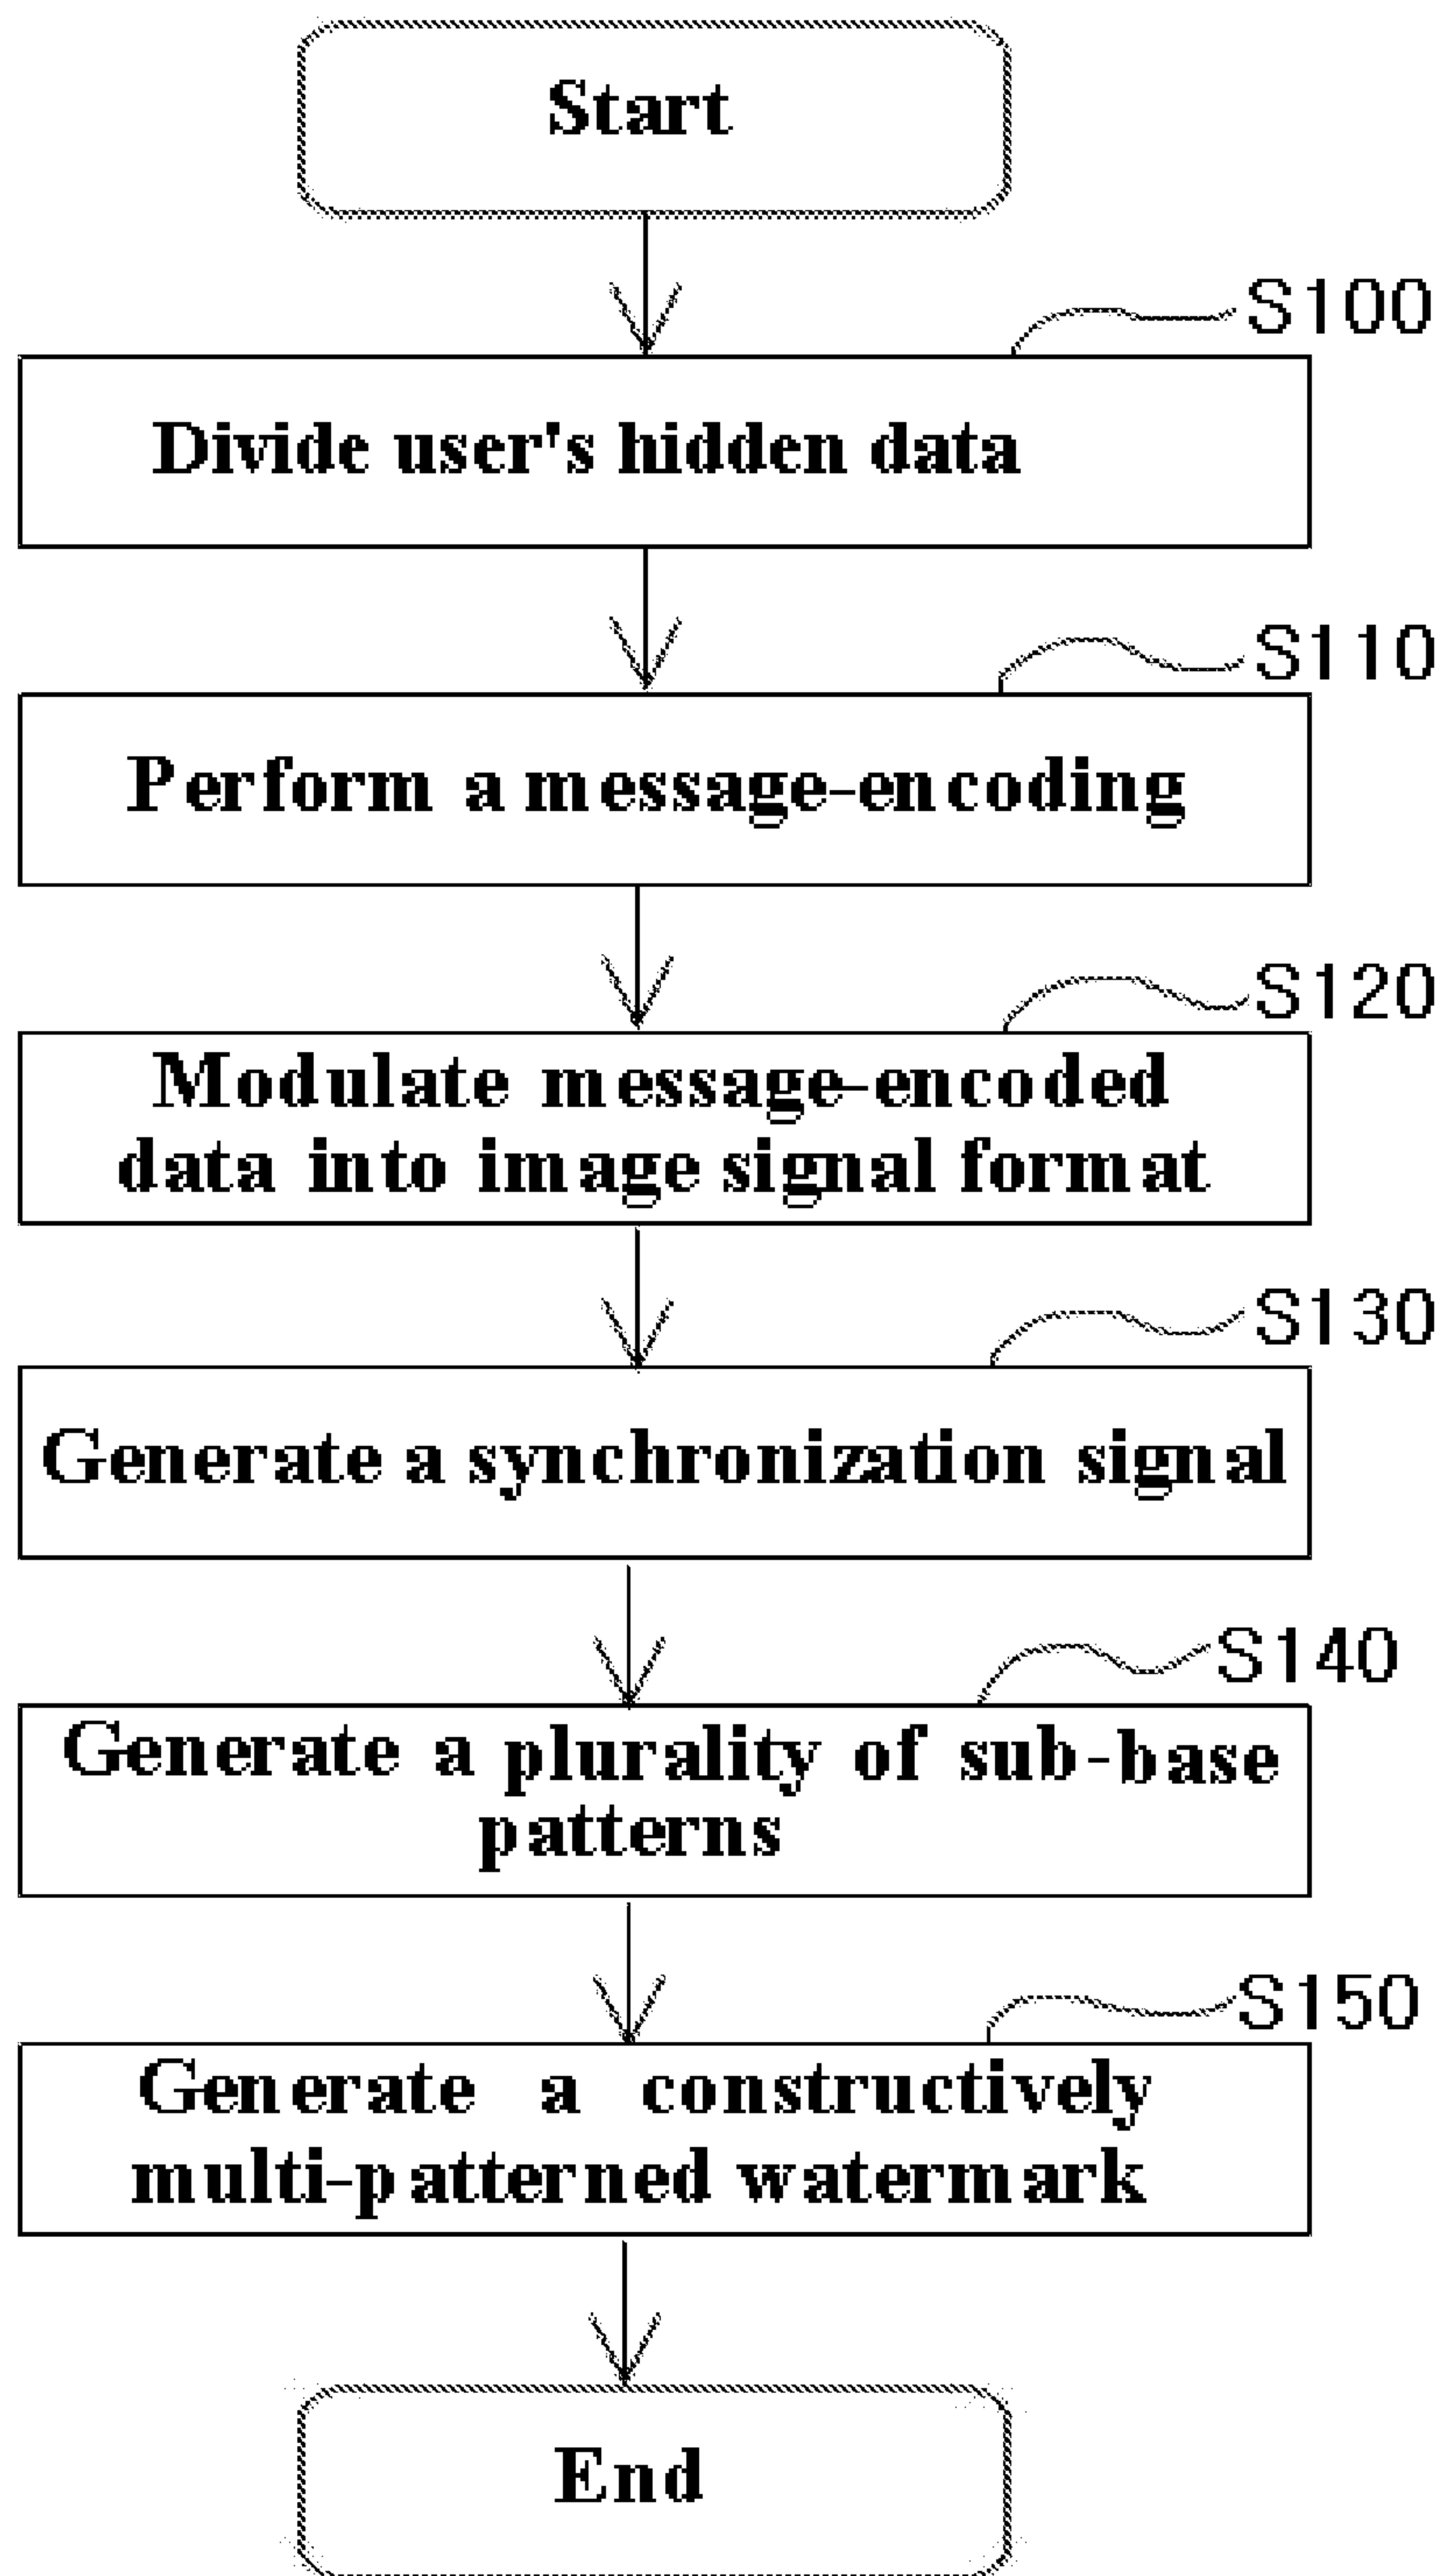 Start
S100
Divide user's hidden data
S110
Perform a message-encoding
S120
Modulate message-encoded
data into image signal format
S130
Generate a synchronization signal
S140
Generate a plurality of sub-base
patterns
S150
Generate a constructively
multi-patterned watermark
End